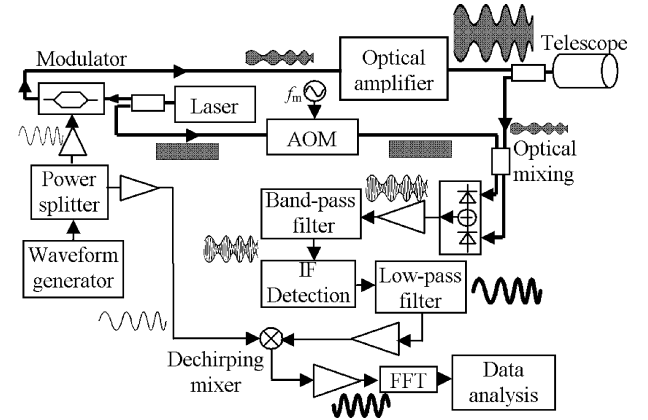 Modulator
Optical
amplifier
Telescope
Laser
fm
AOM
Optical
mixing
Power
splitter
Band-pass
filter
Waveform
generator
IF
Detection
Low-pass
filter
Dechirping
mixer
FFT
Data
analysis